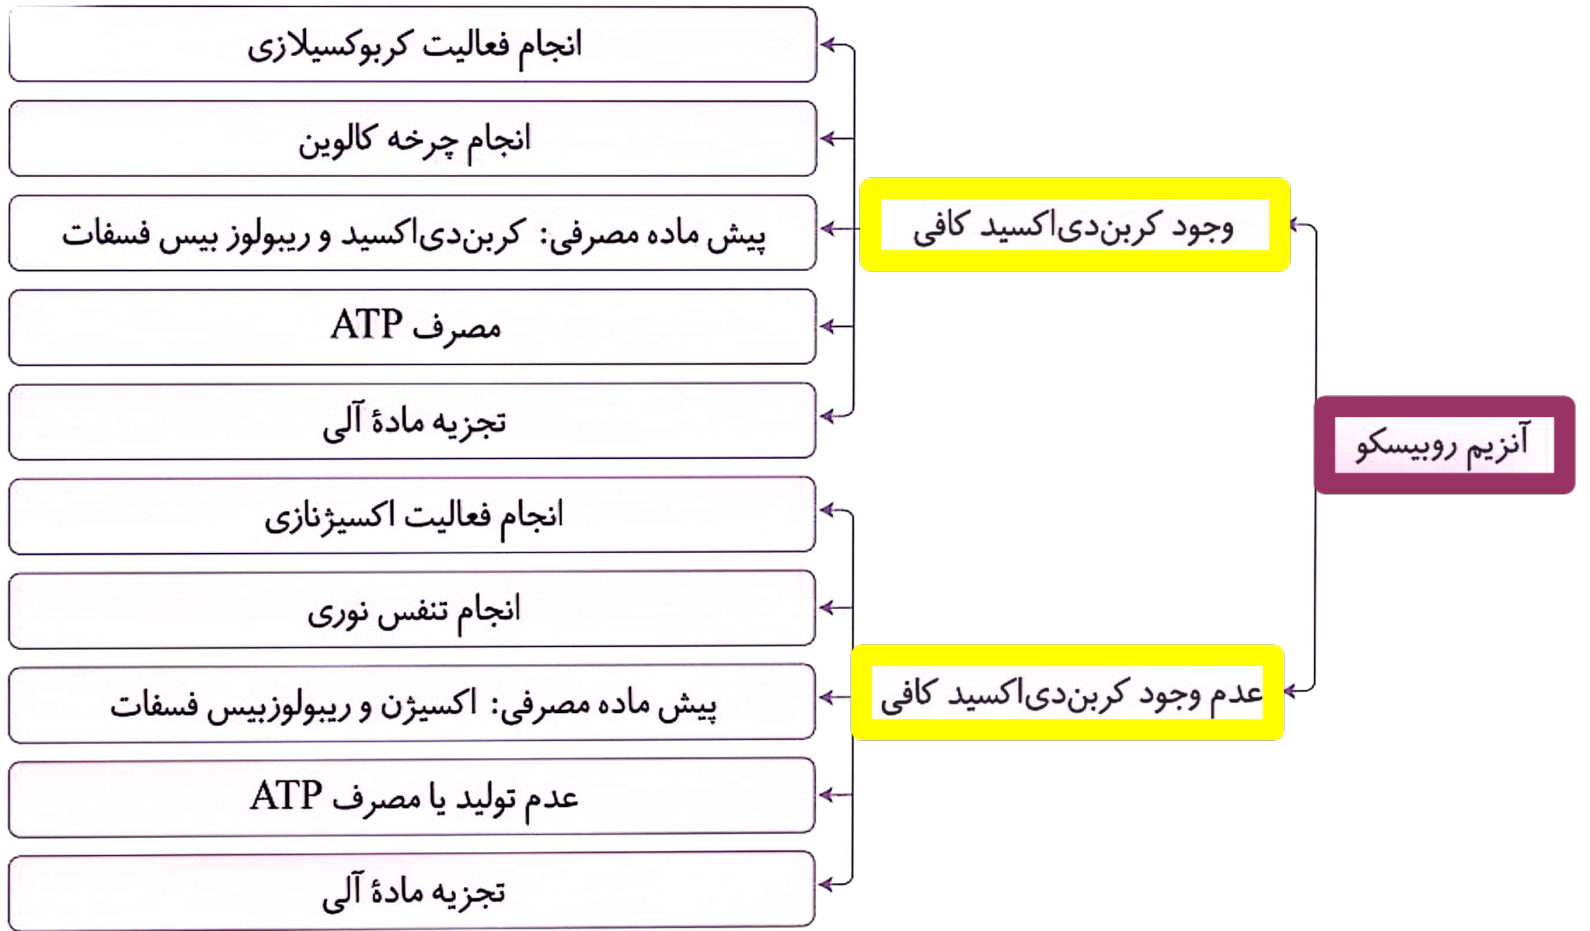 آنزیم روبیسکو
وجود کربن‌دی‌اکسید کافی
انجام فعالیت کربوکسیلازی
انجام چرخه کالوین
پیش ماده مصرفی: کربن‌دی‌اکسید و ریبولوز بیس فسفات
مصرف ATP
تجزیه مادۀ آلی
عدم وجود کربن‌دی‌اکسید کافی
انجام فعالیت اکسیژنازی
انجام تنفس نوری
پیش ماده مصرفی: اکسیژن و ریبولوزبیس فسفات
عدم تولید یا مصرف ATP
تجزیه مادۀ آلی